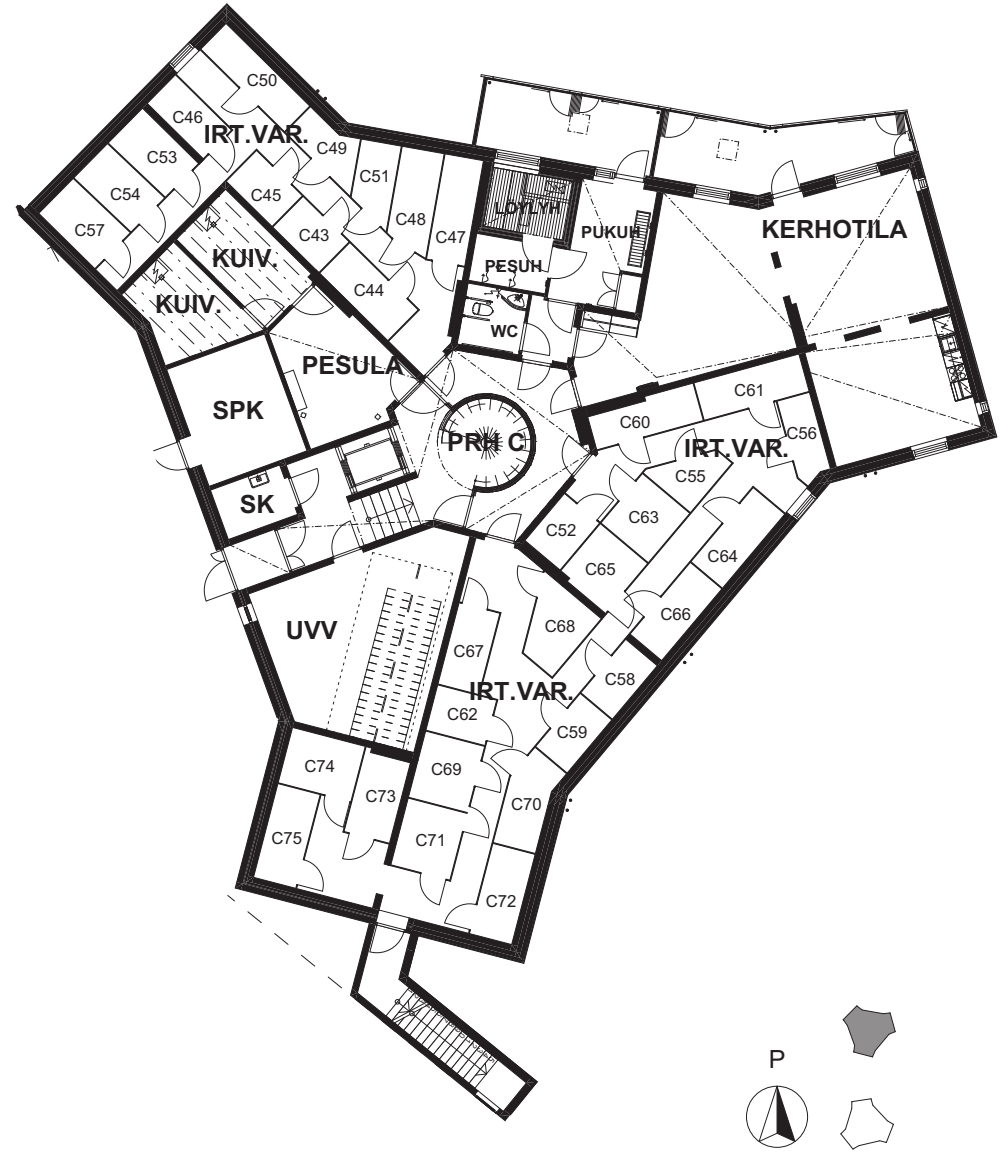 C50
C46
IRT.VAR.
C49
C53
C51
C54
C45
C48
C57
C43
C47
KUIV.
C44
KUIV.
LÖYLYH
PUKUH
KERHOTILA
PESUH
WC
PESULA
SPK
PRH C
SK
C61
C60
C56
IRT.VAR.
C55
C63
C52
C64
C65
C66
UVV
C68
C67
C58
IRT.VAR.
C62
C59
C74
C69
C73
C70
C75
C71
C72
P